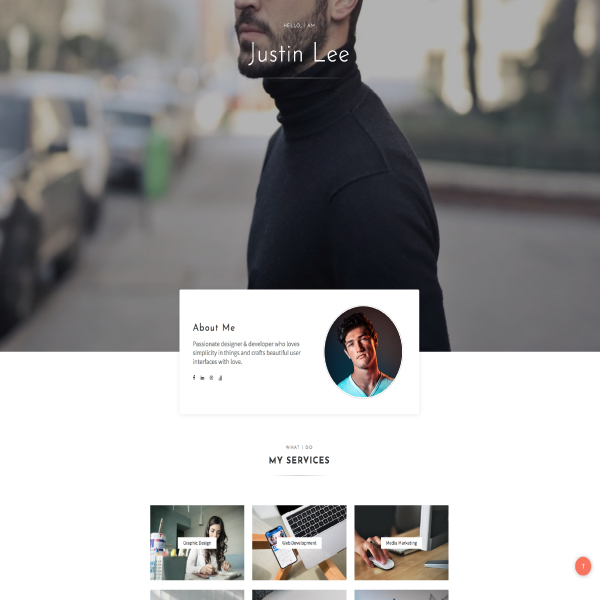 HELLO, I AM
Justin Lee
About Me
Passionate designer & developer who loves
simplicity in things and crafts beautiful user
interfaces with love.
WHAT I DO
MY SERVICES
Graphic Design
Web Development
Media Marketing